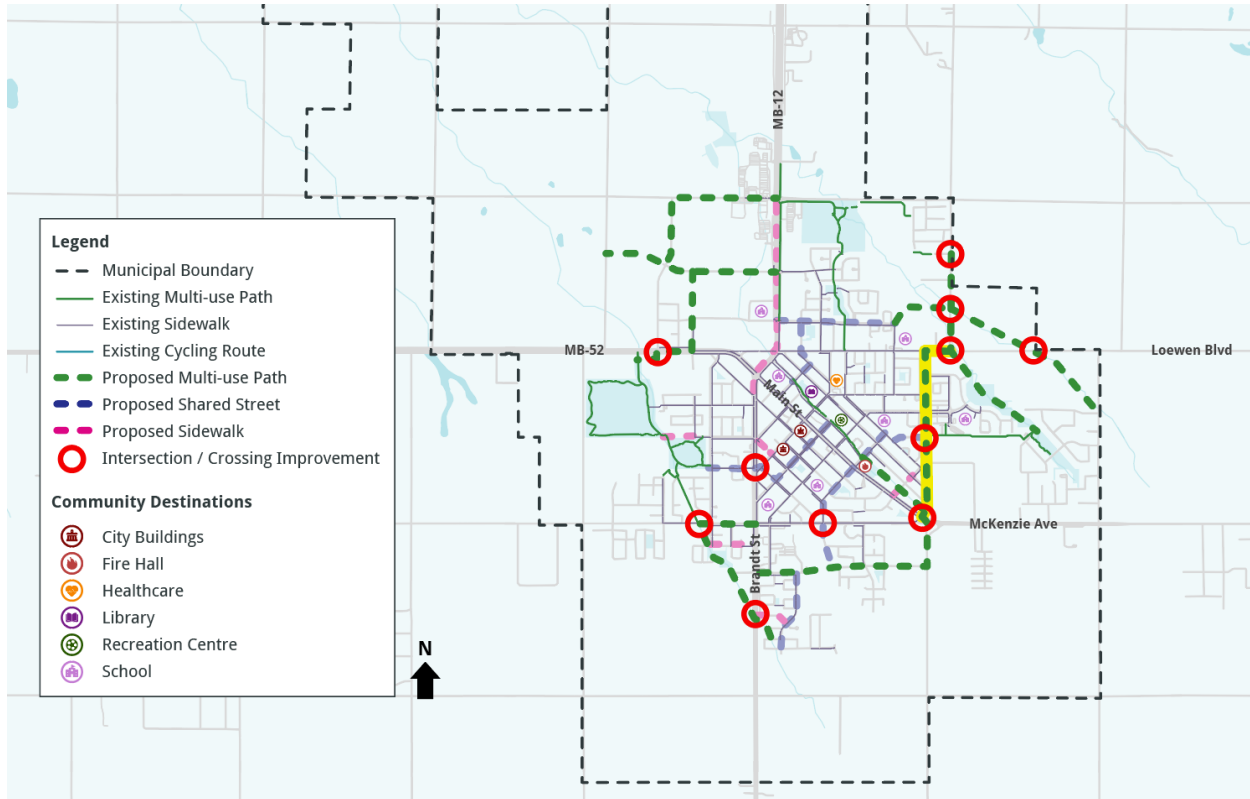 MB-12
Legend
Municipal Boundary
Existing Multi-use Path
Existing Sidewalk
Existing Cycling Route
Proposed Multi-use Path
Proposed Shared Street
Proposed Sidewalk
Intersection / Crossing Improvement
Community Destinations
City Buildings
Fire Hall
Healthcare
Library
Recreation Centre
School
MB-52
Loewen Blvd
Main St
McKenzie Ave
Brandt St
N